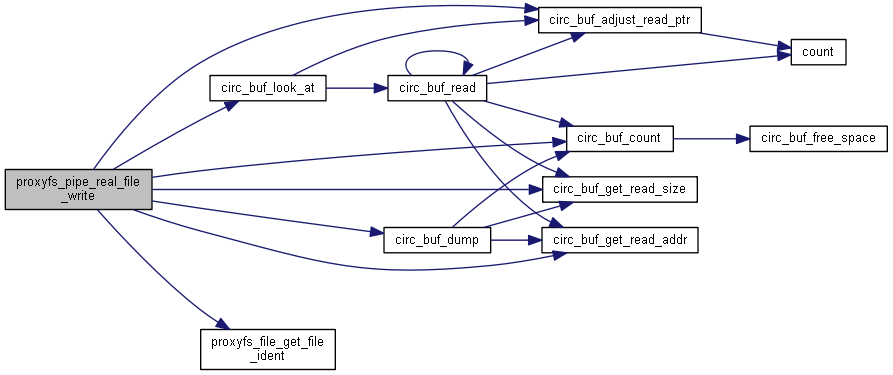 circ_buf_adjust_read_ptr
count
circ_buf_look_at
circ_buf_read
circ_buf_count
circ_buf_free_space
proxyfs_pipe_real_file
_write
circ_buf_get_read_size
circ_buf_dump
circ_buf_get_read_addr
proxyfs_file_get_file
_ident